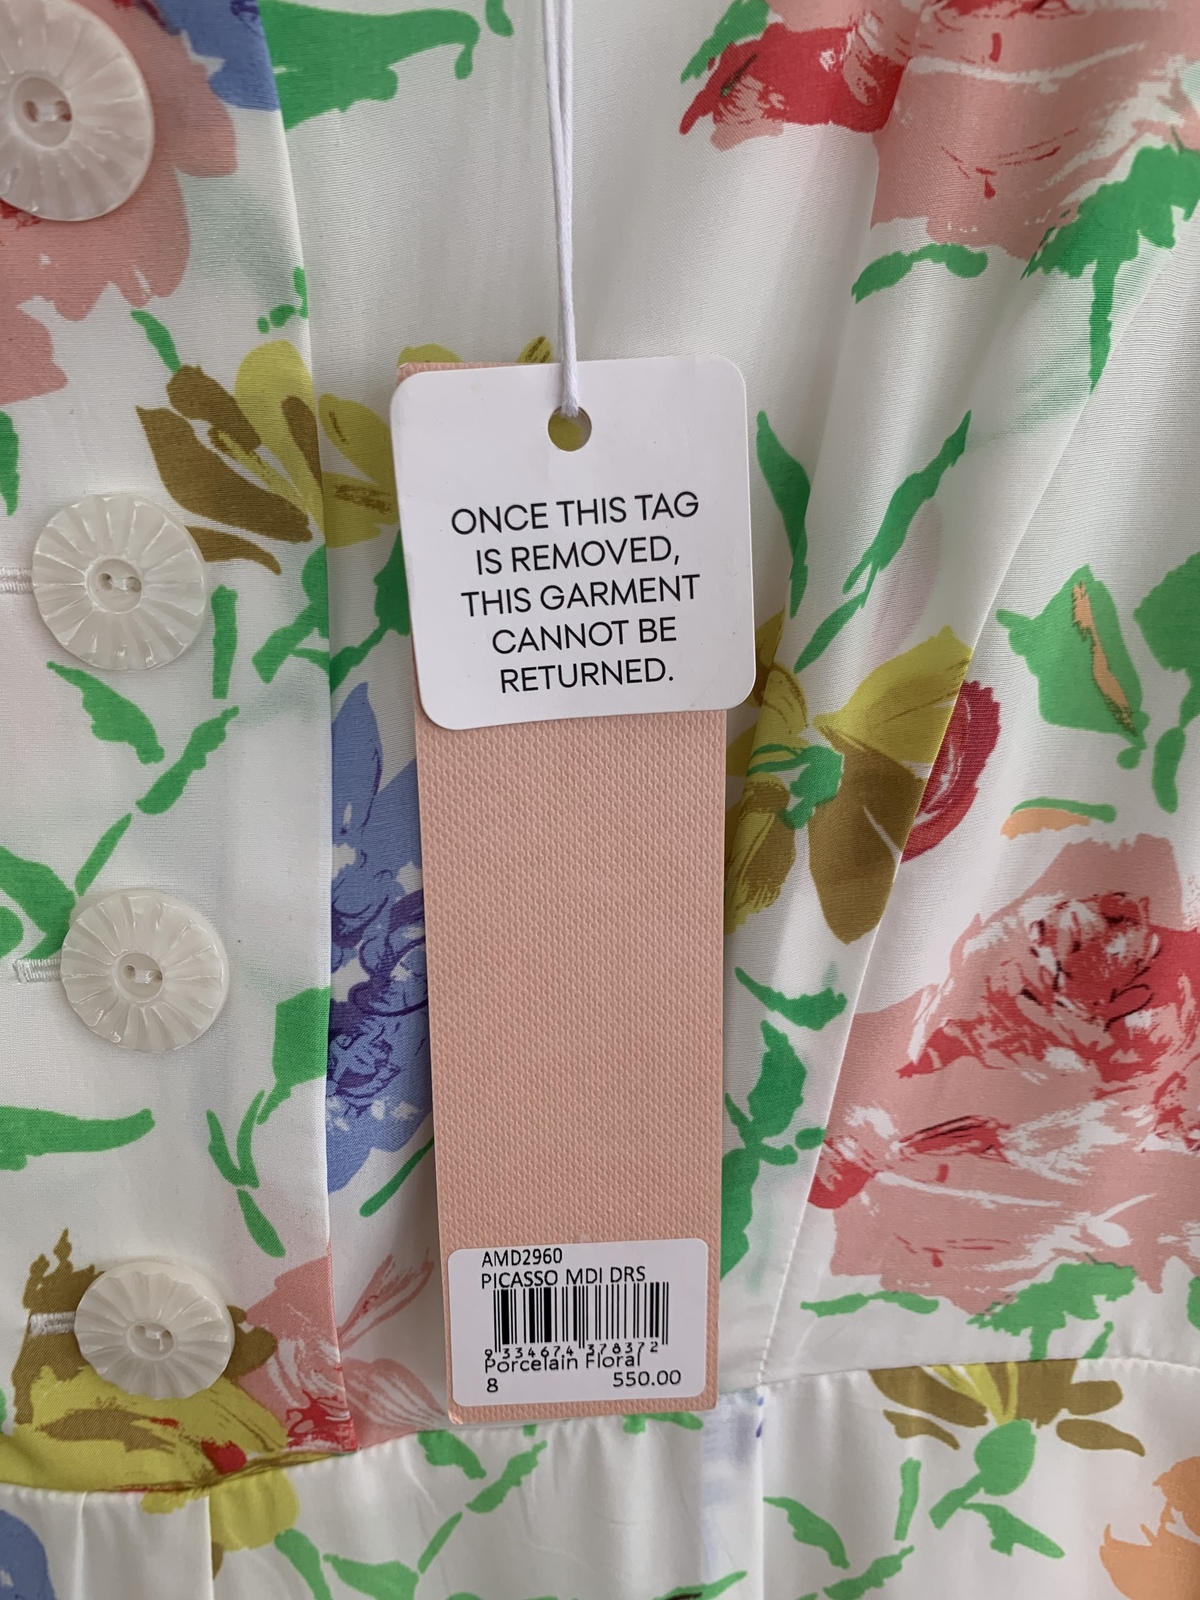 ONCE THIS TAG
IS REMOVED,
THIS GARMENT
CANNOT BE
RETURNED.
AMD2960
PICASSO MDI DRS
9 334674 378372
Porcelain Floral
8 550.00